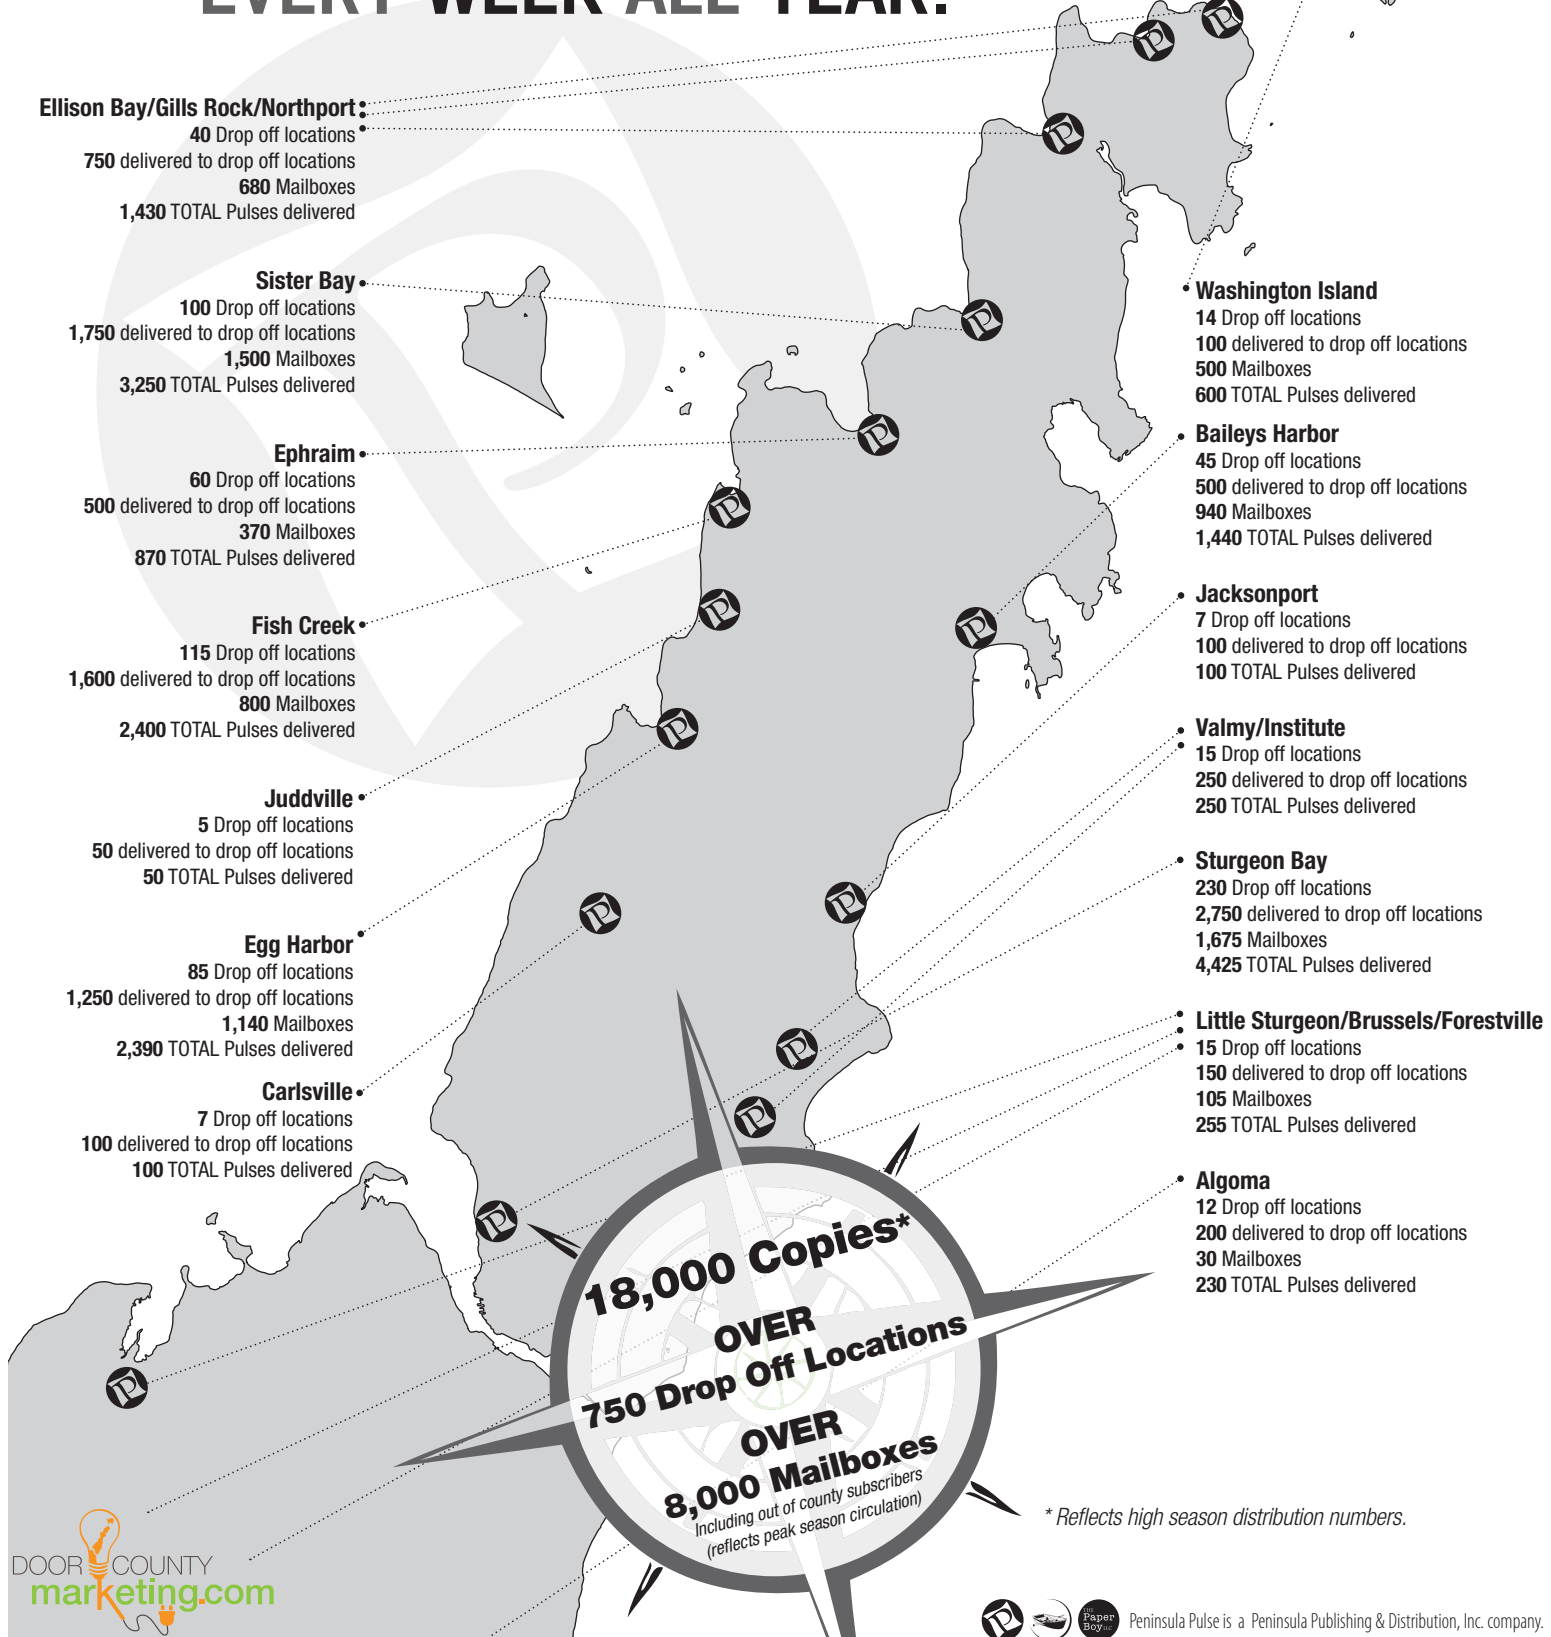 EVERY WEEK ALL YEAR!
Ellison Bay/Gills Rock/Northport
40 Drop off locations
750 delivered to drop off locations
680 Mailboxes
1,430 TOTAL Pulses delivered
Sister Bay
100 Drop off locations
1,750 delivered to drop off locations
1,500 Mailboxes
3,250 TOTAL Pulses delivered
Ephraim
60 Drop off locations
500 delivered to drop off locations
370 Mailboxes
870 TOTAL Pulses delivered
Fish Creek
115 Drop off locations
1,600 delivered to drop off locations
800 Mailboxes
2,400 TOTAL Pulses delivered
Juddville
5 Drop off locations
50 delivered to drop off locations
50 TOTAL Pulses delivered
Egg Harbor
85 Drop off locations
1,250 delivered to drop off locations
1,140 Mailboxes
2,390 TOTAL Pulses delivered
Carlsville
7 Drop off locations
100 delivered to drop off locations
100 TOTAL Pulses delivered
Washington Island
14 Drop off locations
100 delivered to drop off locations
500 Mailboxes
600 TOTAL Pulses delivered
Baileys Harbor
45 Drop off locations
500 delivered to drop off locations
940 Mailboxes
1,440 TOTAL Pulses delivered
Jacksonport
7 Drop off locations
100 delivered to drop off locations
100 TOTAL Pulses delivered
Valmy/Institute
15 Drop off locations
250 delivered to drop off locations
250 TOTAL Pulses delivered
Sturgeon Bay
230 Drop off locations
2,750 delivered to drop off locations
1,675 Mailboxes
4,425 TOTAL Pulses delivered
Little Sturgeon/Brussels/Forestville
15 Drop off locations
150 delivered to drop off locations
105 Mailboxes
255 TOTAL Pulses delivered
Algoma
12 Drop off locations
200 delivered to drop off locations
30 Mailboxes
230 TOTAL Pulses delivered
18,000 Copies*
OVER
750 Drop Off Locations
OVER
8,000 Mailboxes
Including out of county subscribers
(reflects peak season circulation)
* Reflects high season distribution numbers.
DOOR COUNTY
marketing.com
THE
Paper
Boy LLC
Peninsula Pulse is a Peninsula Publishing & Distribution, Inc. company.